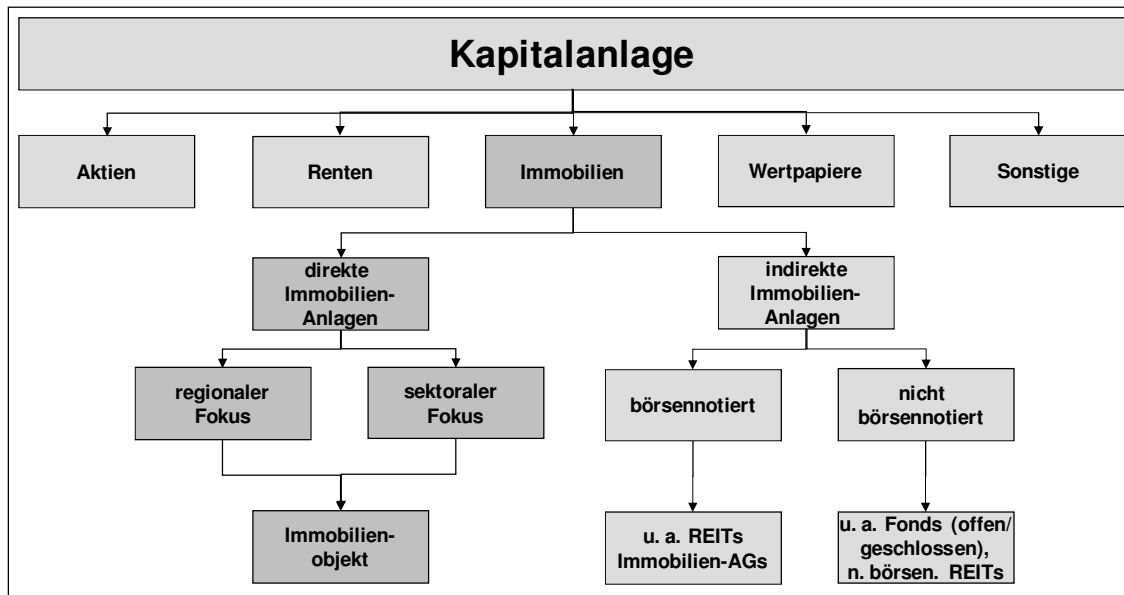 Kapitalanlage
Aktien
Renten
Immobilien
Wertpapiere
Sonstige
direkte
Immobilien-
Anlagen
indirekte
Immobilien-
Anlagen
regionaler
Fokus
sektoraler
Fokus
börsennotiert
nicht
börsennotiert
Immobilien-
objekt
u. a. REITs
Immobilien-AGs
u. a. Fonds (offen/
geschlossen),
n. börsen. REITs